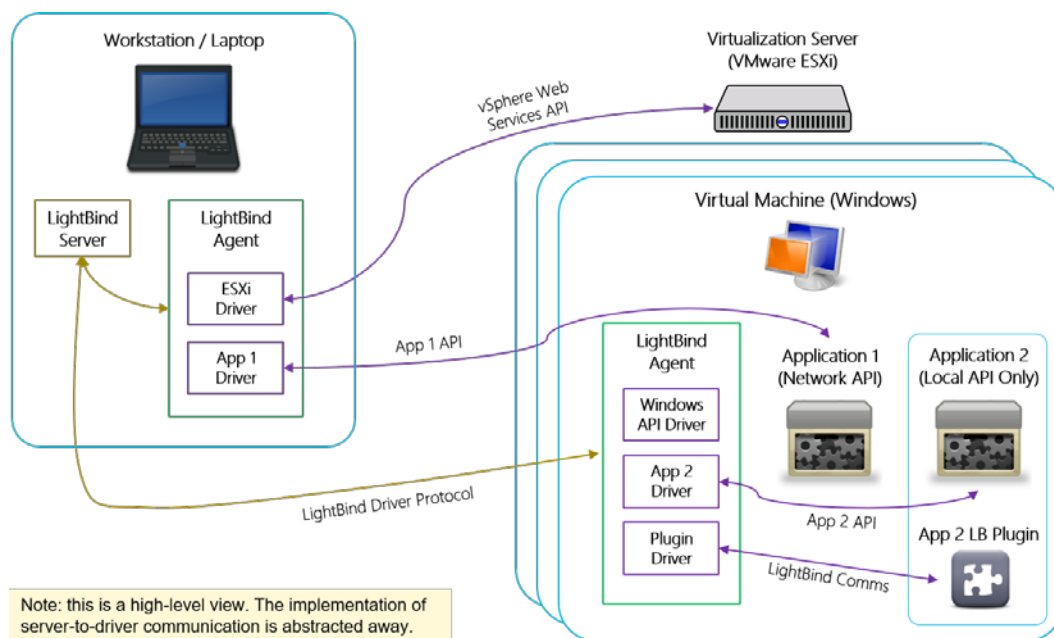 Workstation / Laptop
LightBind
Server
LightBind
Agent
ESXi
Driver
App 1
Driver
vSphere Web
Services API
App 1 API
LightBind Driver Protocol
Virtualization Server
(VMware ESXi)
Virtual Machine (Windows)
LightBind
Agent
Windows
API Driver
App 2
Driver
Plugin
Driver
Application 1
(Network API)
Application 2
(Local API Only)
App 2 API
App 2 LB Plugin
LightBind Comms
Note: this is a high-level view. The implementation of
server-to-driver communication is abstracted away.